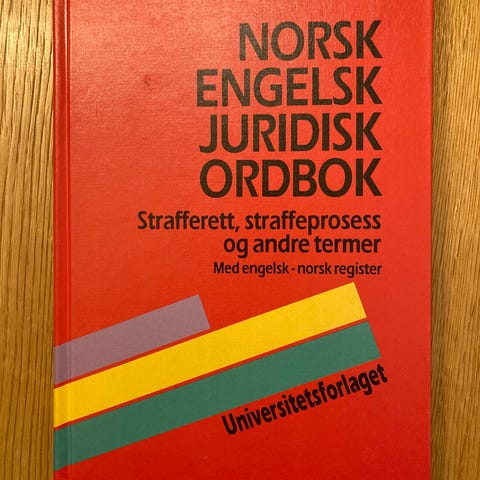 NORSK
ENGELSK
JURIDISK
ORDBOK
Strafferett, straffeprosess
og andre termer
Med engelsk - norsk register
Universitetsforlaget